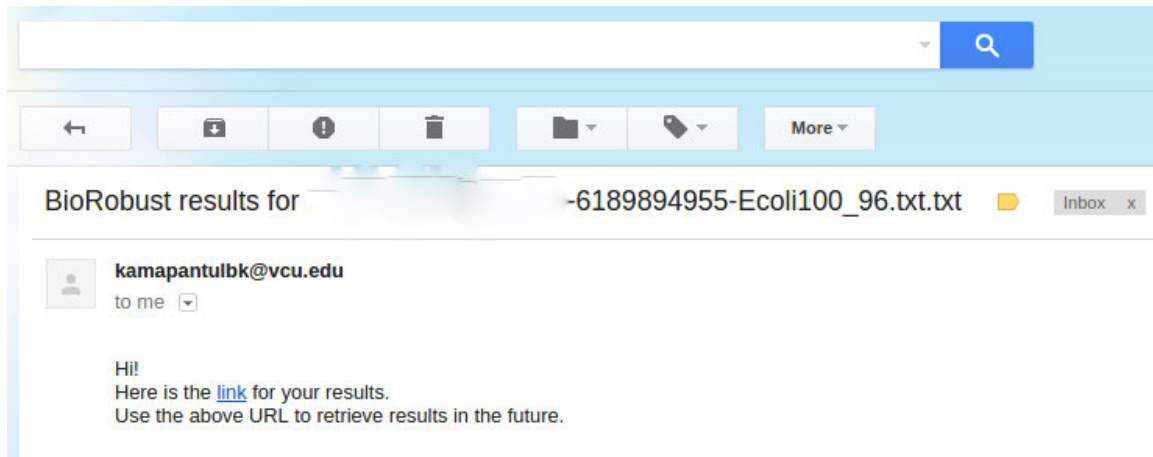 More
BioRobust results for -6189894955-Ecoli100_96.txt.txt Inbox x
kamapantulbk@vcu.edu
to me
Hi!
Here is the link for your results.
Use the above URL to retrieve results in the future.